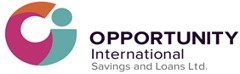 OPPORTUNITY
International
Savings and Loans Ltd.